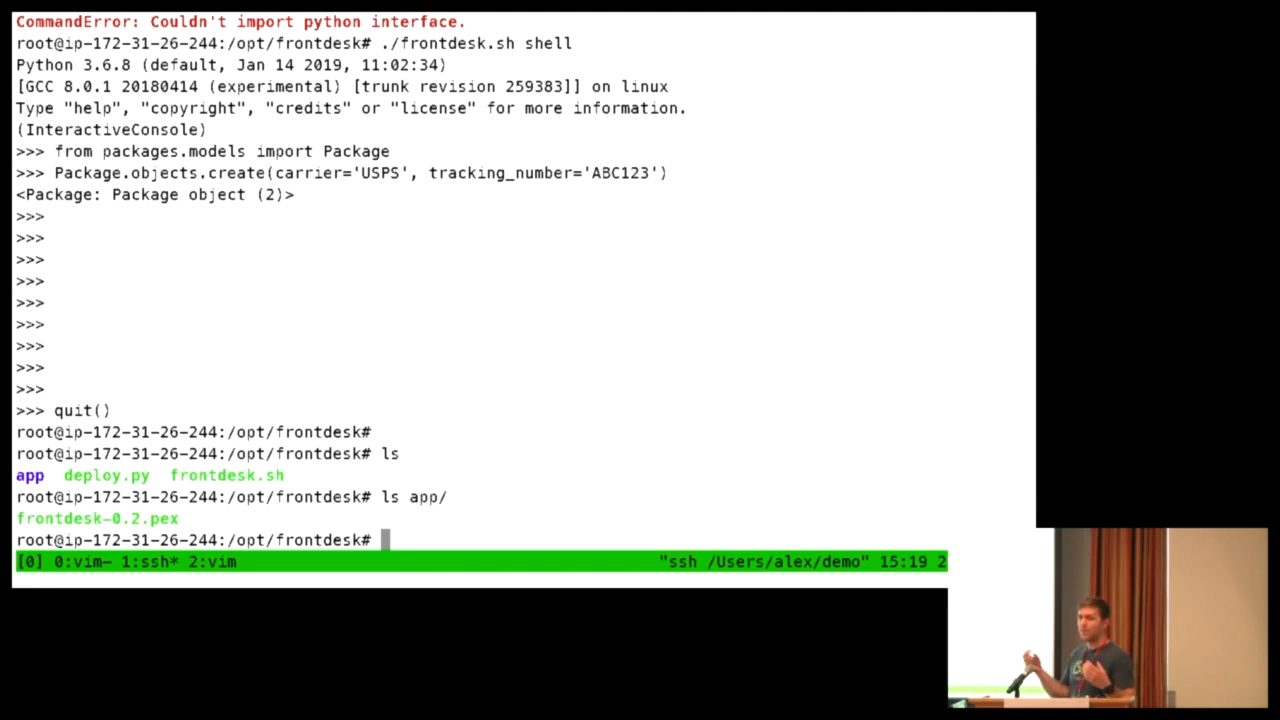 CommandError: Couldn't import python interface.
root@ip-172-31-26-244:/opt/frontdesk# ./frontdesk.sh shell
Python 3.6.8 (default, Jan 14 2019, 11:02:34)
[GCC 8.0.1 20180414 (experimental) [trunk revision 259383]] on linux
Type "help", "copyright", "credits" or "license" for more information.
(InteractiveConsole)
>>> from packages.models import Package
>>> Package.objects.create(carrier='USPS', tracking_number='ABC123')
<Package: Package object (2)>
>>>
>>>
>>>
>>>
>>>
>>>
>>>
>>>
>>>
>>> quit()
root@ip-172-31-26-244:/opt/frontdesk#
root@ip-172-31-26-244:/opt/frontdesk# ls
app deploy.py frontdesk.sh
root@ip-172-31-26-244:/opt/frontdesk# ls app/
frontdesk-0.2.pex
root@ip-172-31-26-244:/opt/frontdesk#
[0] 0:vim- 1:ssh* 2:vim "ssh /Users/alex/demo" 15:19 2